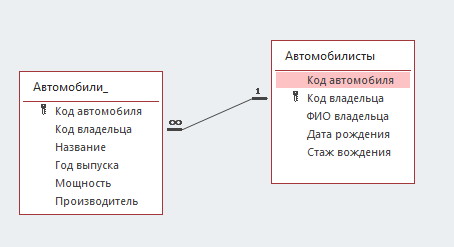 Автомобили_
Код автомобиля
Код владельца
Название
Год выпуска
Мощность
Производитель
∞
1
Автомобилисты
Код автомобиля
Код владельца
ФИО владельца
Дата рождения
Стаж вождения